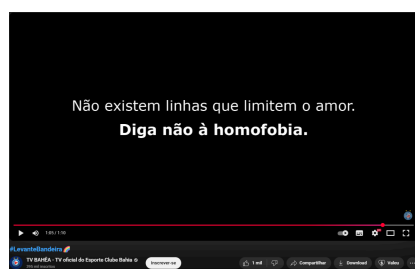 Não existem linhas que limitem o amor.
Diga não à homofobia.
1:05 / 1:10
#LevanteBandeira
TV BAHÊA - TV oficial do Esporte Clube Bahia
Inscrever-se
1 mil
Compartilhar
Download
Valeu